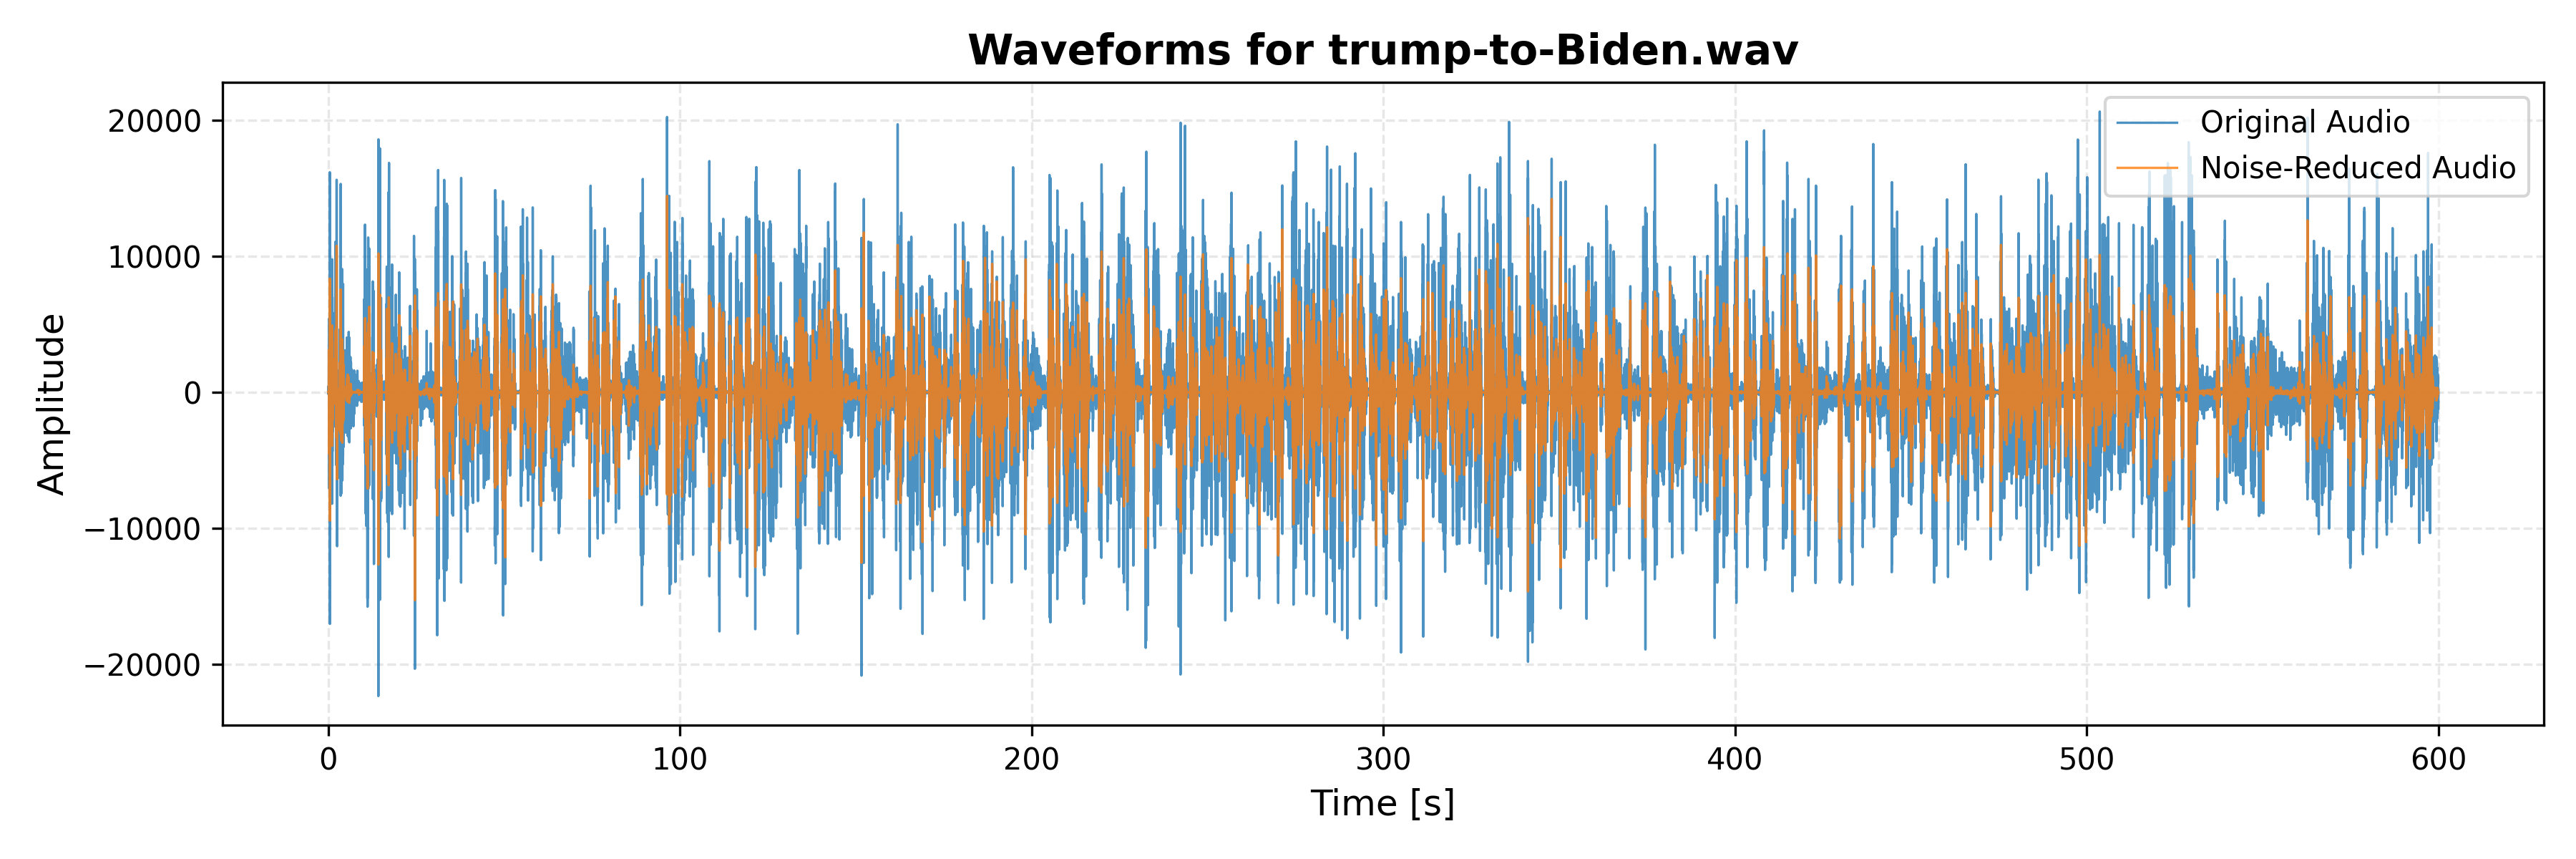 Waveforms for trump-to-Biden.wav
Original Audio
Noise-Reduced Audio
20000
10000
0
−10000
−20000
Amplitude
0 100 200 300 400 500 600
Time [s]